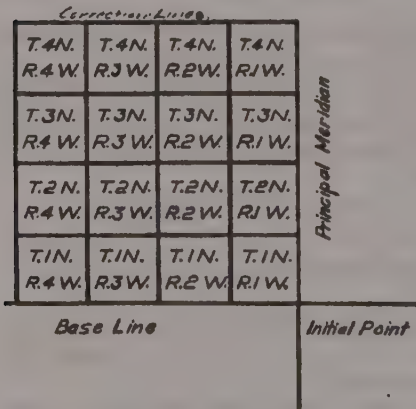 Correction Line.
T.4N. T.4N. T.4N. T.4N.
R.4W. R.3W. R.2W. R.1W.
T.3N. T.3N. T.3N. T.3N.
R.4W. R.3W. R.2W. R.1W.
T.2N. T.2N. T.2N. T.2N.
R.4W. R.3W. R.2W. R.1W.
T.1N. T.1N. T.1N. T.1N.
R.4W. R.3W. R.2W. R.1W.
Principal Meridian
Base Line
Initial Point